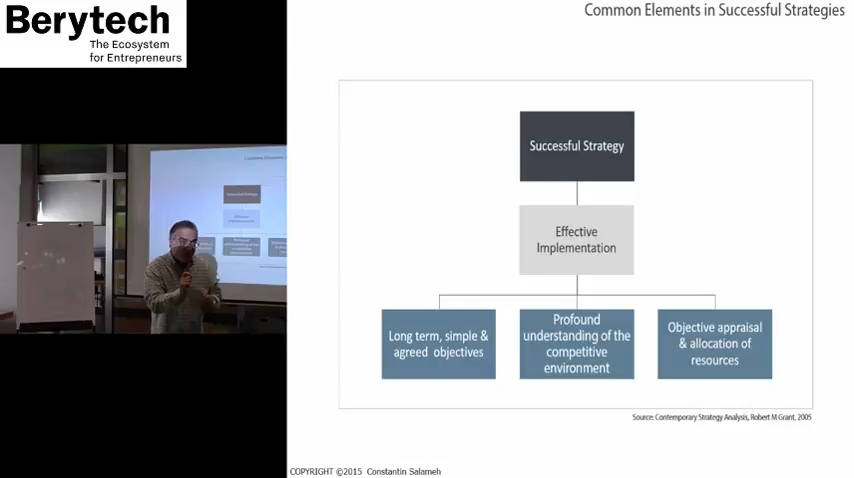 Berytech
The Ecosystem
for Entrepreneurs
Common Elements in Successful Strategies
Successful Strategy
Effective
Implementation
Long term, simple &
agreed objectives
Profound
understanding of the
competitive
environment
Objective appraisal
& allocation of
resources
Source: Contemporary Strategy Analysis, Robert M Grant, 2005
COPYRIGHT ©2015 Constantin Salameh